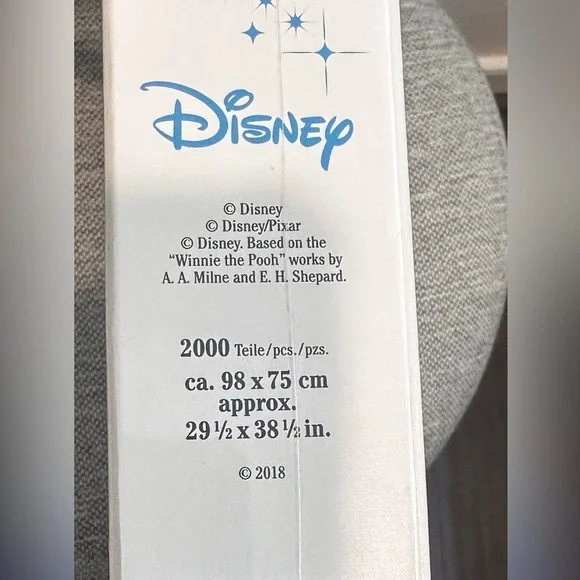 Disney
© Disney
© Disney/Pixar
© Disney. Based on the
“Winnie the Pooh” works by
A. A. Milne and E. H. Shepard.
2000 Teile/pcs./pzs.
ca. 98 x 75 cm
approx.
29 ½ x 38 ½ in.
© 2018